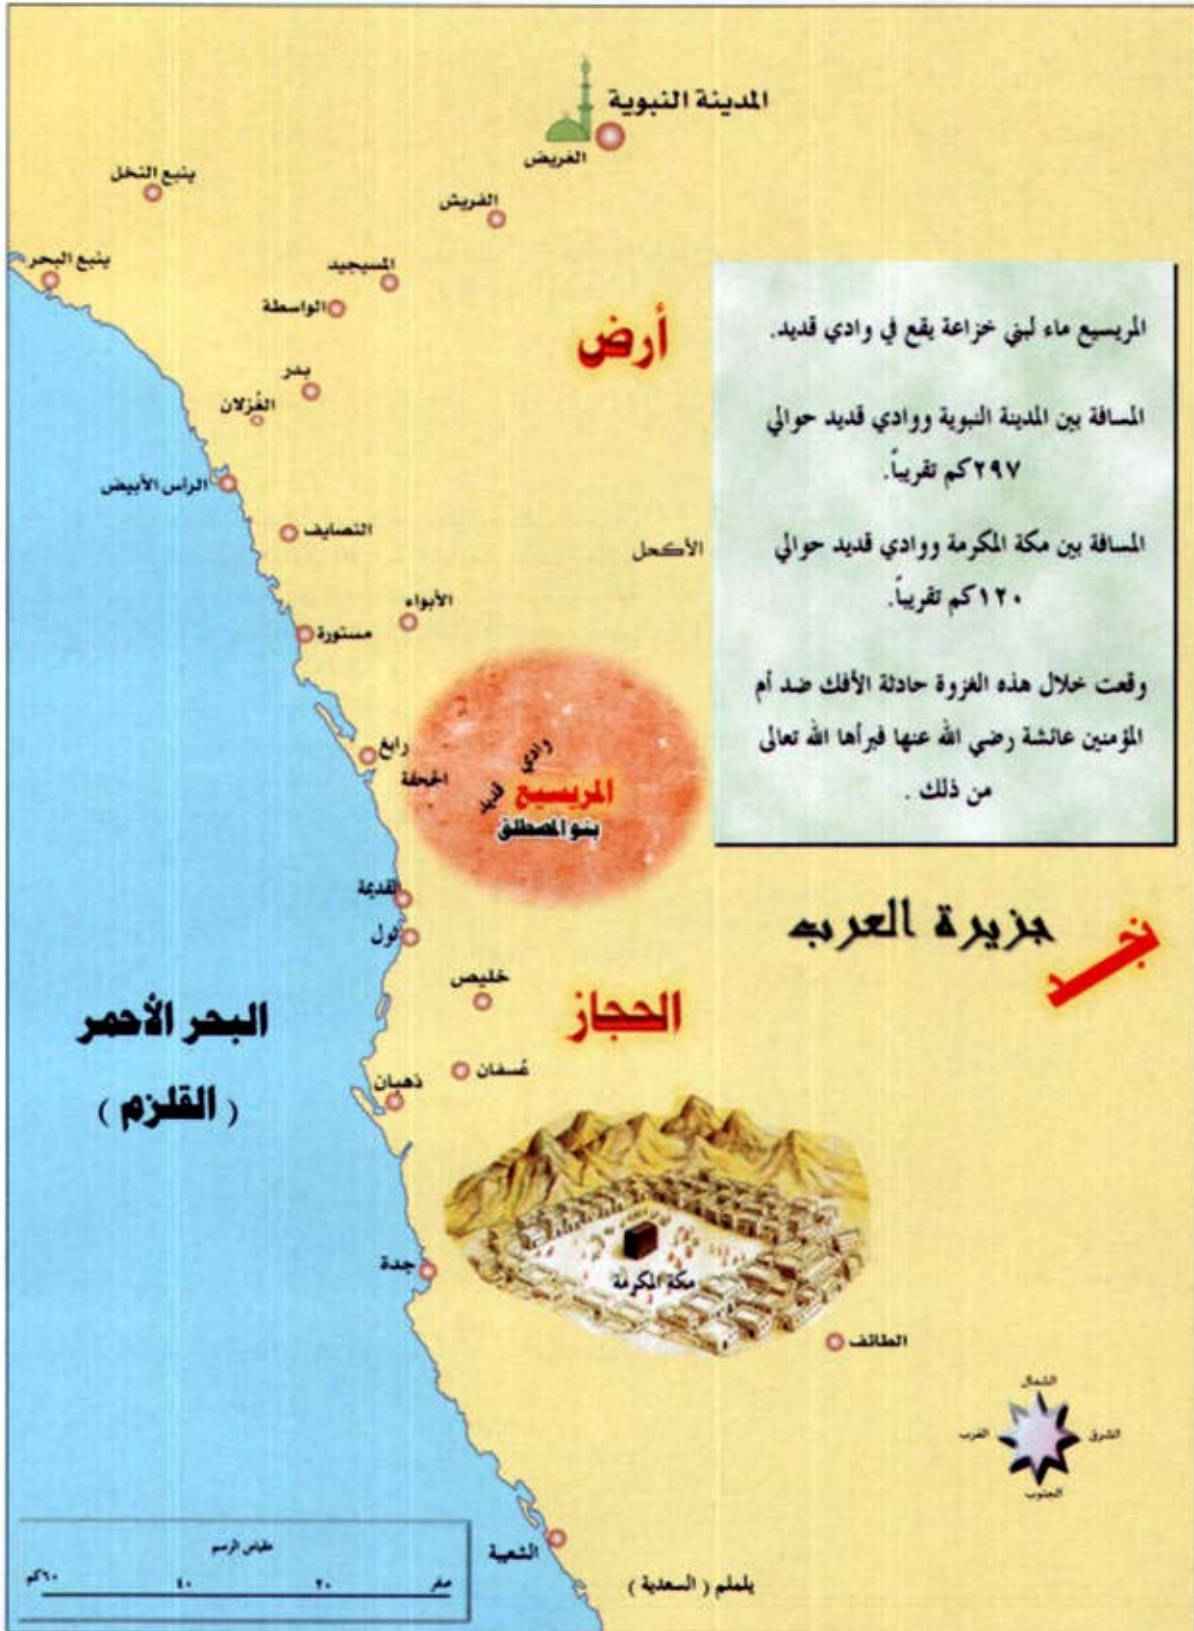 المدينة النبوية
العريض
ينبع النخل
الفريش
ينبع البحر
المسيجيد
الواسطة
أرض
بدر
الغُزلان
الرأس الأبيض
النصايف
الأكحل
الأبواء
مستورة
المريسيع ماء لبني خزاعة يقع في وادي قديد.
المسافة بين المدينة النبوية ووادي قديد حوالي
٢٩٧كم تقريباً.
المسافة بين مكة المكرمة ووادي قديد حوالي
١٢٠كم تقريباً.
وقعت خلال هذه الغزوة حادثة الأفك ضد أم
المؤمنين عائشة رضي الله عنها فبرأها الله تعالى
من ذلك .
رابغ
الجحفة
وادي قديد
المريسيع
بنو المصطلق
القديمة
ثول
جزيرة العرب
نجد
خليص
الحجاز
البحر الأحمر
( القلزم )
عُسفان
ذهبان
مكة المكرمة
جدة
الطائف
الشمال
الشرق
الغرب
الجنوب
الشعيبة
يلملم ( السعدية )
مقياس الرسم
صفر ٢٠ ٤٠ ٦٠كم